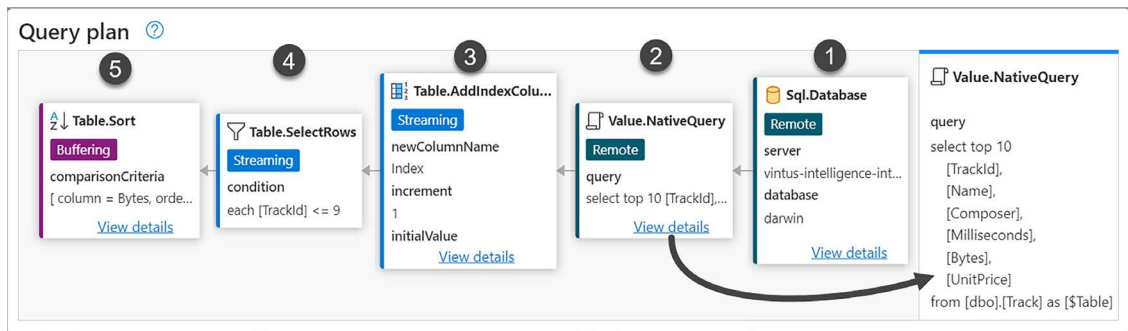 Query plan ?
5
4
3
2
1
Table.Sort
Buffering
comparisonCriteria
[ column = Bytes, orde...
View details
Table.SelectRows
Streaming
condition
each [TrackId] <= 9
Table.AddIndexColu...
Streaming
newColumnName
Index
increment
1
initialValue
View details
Value.NativeQuery
Remote
query
select top 10 [TrackId],...
View details
Sql.Database
Remote
server
vintus-intelligence-int...
database
darwin
View details
Value.NativeQuery
query
select top 10
[TrackId],
[Name],
[Composer],
[Milliseconds],
[Bytes],
[UnitPrice]
from [dbo].[Track] as [$Table]